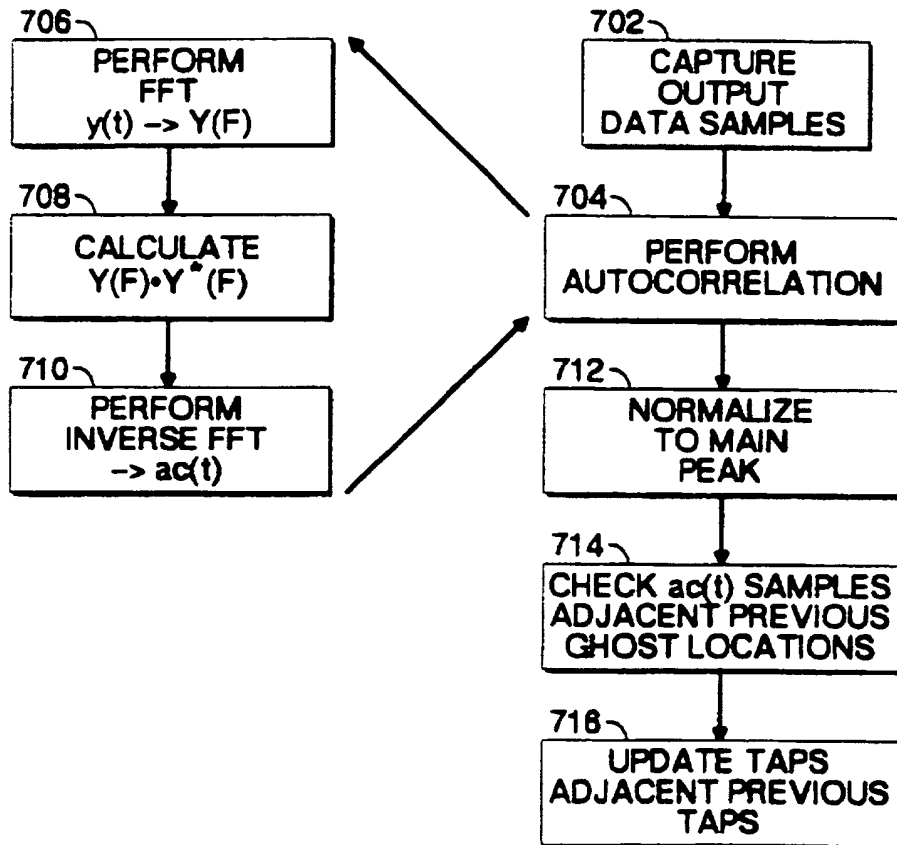 706
PERFORM
FFT
y(t) -> Y(F)
708
CALCULATE
Y(F)•Y*(F)
710
PERFORM
INVERSE FFT
-> ac(t)
702
CAPTURE
OUTPUT
DATA SAMPLES
704
PERFORM
AUTOCORRELATION
712
NORMALIZE
TO MAIN
PEAK
714
CHECK ac(t) SAMPLES
ADJACENT PREVIOUS
GHOST LOCATIONS
716
UPDATE TAPS
ADJACENT PREVIOUS
TAPS